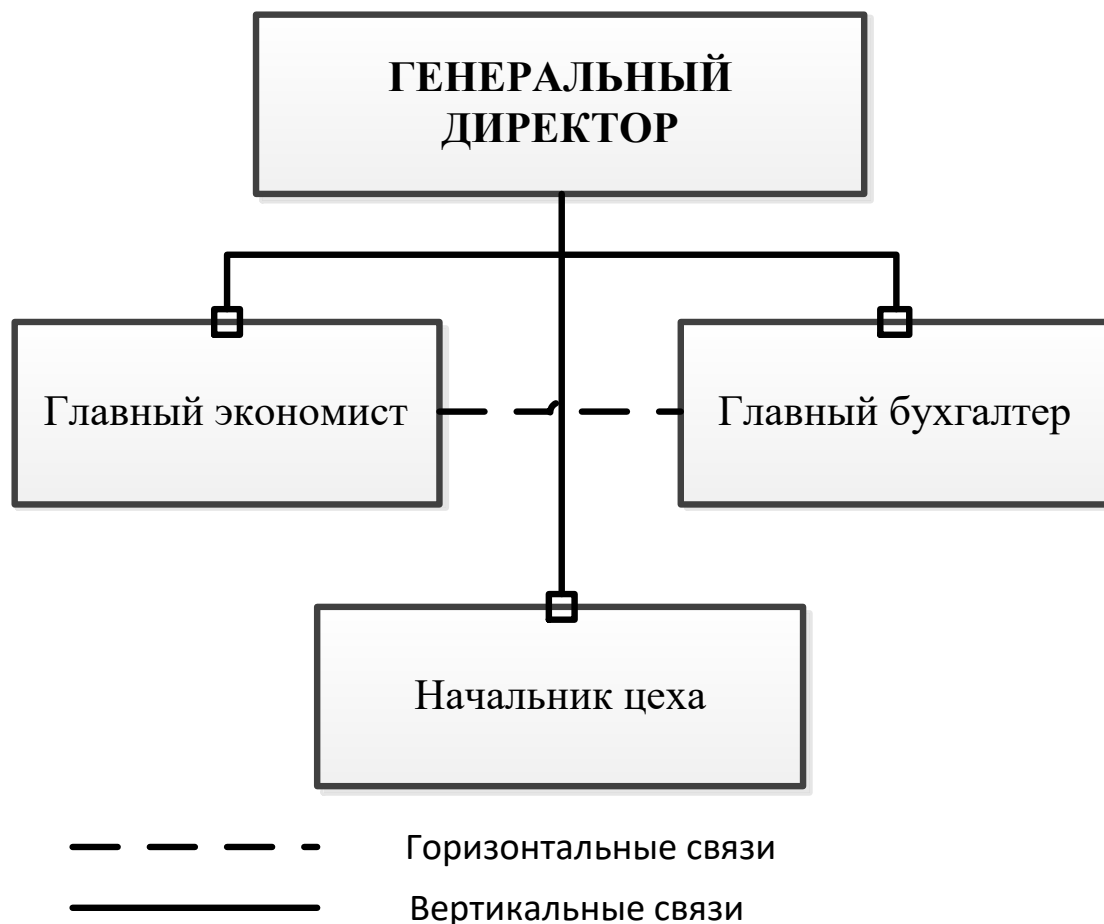 ГЕНЕРАЛЬНЫЙ
ДИРЕКТОР
Главный экономист
Главный бухгалтер
Начальник цеха
Горизонтальные связи
Вертикальные связи